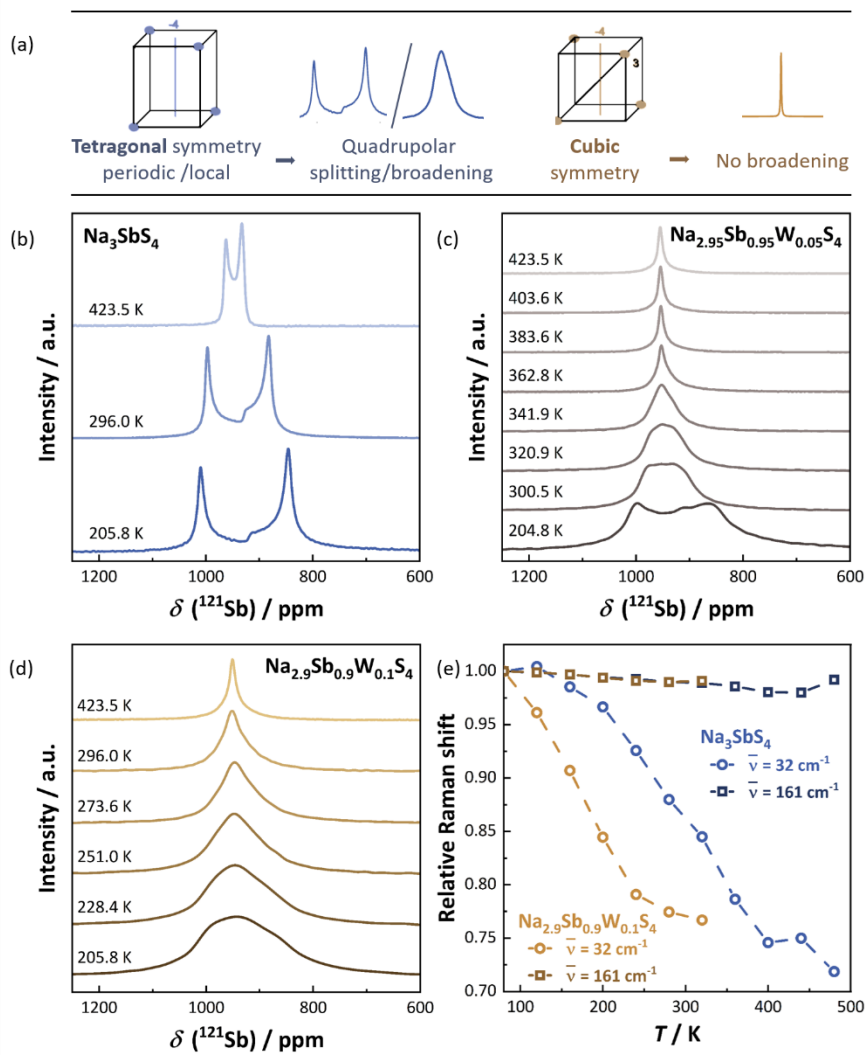 (a)
-4
-4
3
Tetragonal symmetry
periodic /local
Quadrupolar
splitting/broadening
Cubic
symmetry
No broadening
(b)
Na₃SbS₄
423.5 K
296.0 K
205.8 K
Intensity / a.u.
1200 1000 800 600
δ (¹²¹Sb) / ppm
(c)
Na₂.₉₅Sb₀.₉₅W₀.₀₅S₄
423.5 K
403.6 K
383.6 K
362.8 K
341.9 K
320.9 K
300.5 K
204.8 K
Intensity / a.u.
1200 1000 800 600
δ (¹²¹Sb) / ppm
(d)
Na₂.₉Sb₀.₉W₀.₁S₄
423.5 K
296.0 K
273.6 K
251.0 K
228.4 K
205.8 K
Intensity / a.u.
1200 1000 800 600
δ (¹²¹Sb) / ppm
(e)
1.00
0.95
0.90
0.85
0.80
0.75
0.70
Relative Raman shift
Na₃SbS₄
ν̄ = 32 cm⁻¹
ν̄ = 161 cm⁻¹
Na₂.₉Sb₀.₉W₀.₁S₄
ν̄ = 32 cm⁻¹
ν̄ = 161 cm⁻¹
100 200 300 400 500
T / K